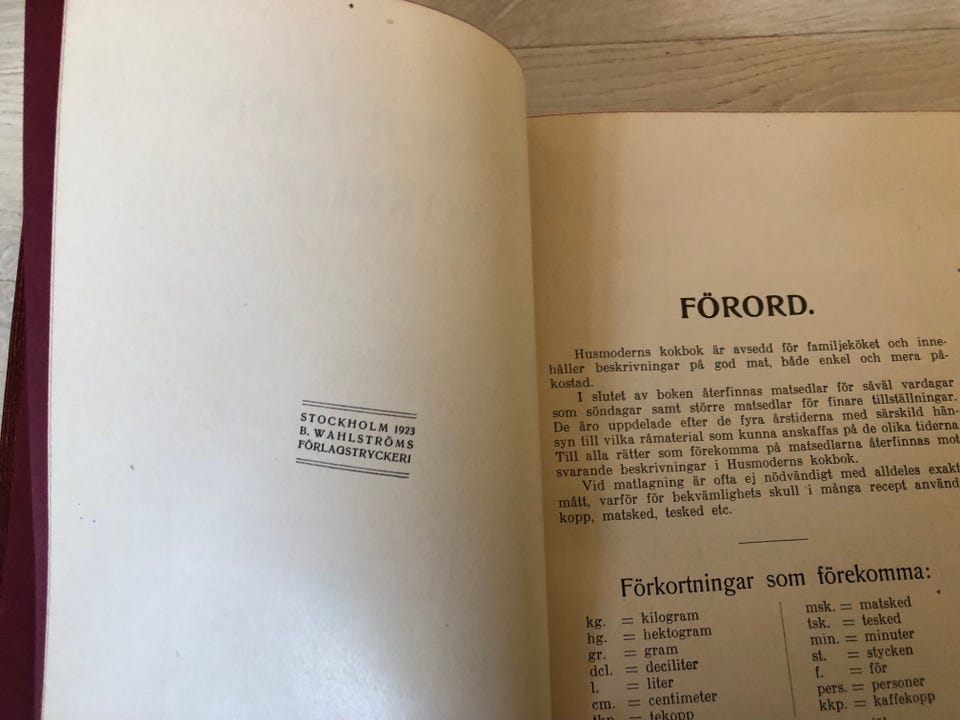 STOCKHOLM 1923
B. WAHLSTRÖMS
FÖRLAGSTRYCKERI
FÖRORD.
Husmoderns kokbok är avsedd för familjeköket och inne-
håller beskrivningar på god mat, både enkel och mera på-
kostad.
I slutet av boken återfinnas matsedlar för såväl vardagar
som söndagar samt större matsedlar för finare tillställningar.
De äro uppdelade efter de fyra årstiderna med särskild hän-
syn till vilka råmaterial som kunna anskaffas på de olika tiderna
Till alla rätter som förekomma på matsedlarna återfinnas mot
svarande beskrivningar i Husmoderns kokbok.
Vid matlagning är ofta ej nödvändigt med alldeles exakt
mått, varför för bekvämlighets skull i många recept använd
kopp, matsked, tesked etc.
Förkortningar som förekomma:
kg. = kilogram
hg. = hektogram
gr. = gram
dcl. = deciliter
l. = liter
cm. = centimeter
tkp. = tekopp
msk. = matsked
tsk. = tesked
min. = minuter
st. = stycken
f. = för
pers. = personer
kkp. = kaffekopp